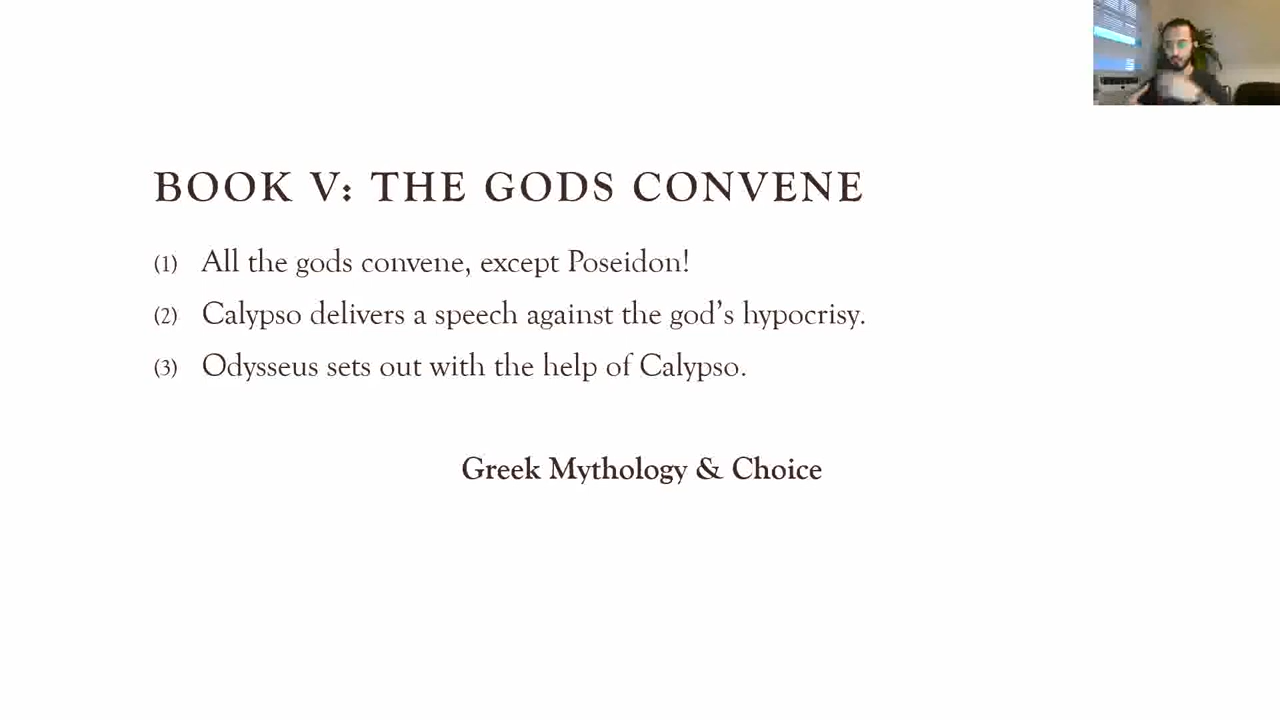 BOOK V: THE GODS CONVENE
(1) All the gods convene, except Poseidon!
(2) Calypso delivers a speech against the god's hypocrisy.
(3) Odysseus sets out with the help of Calypso.
Greek Mythology & Choice